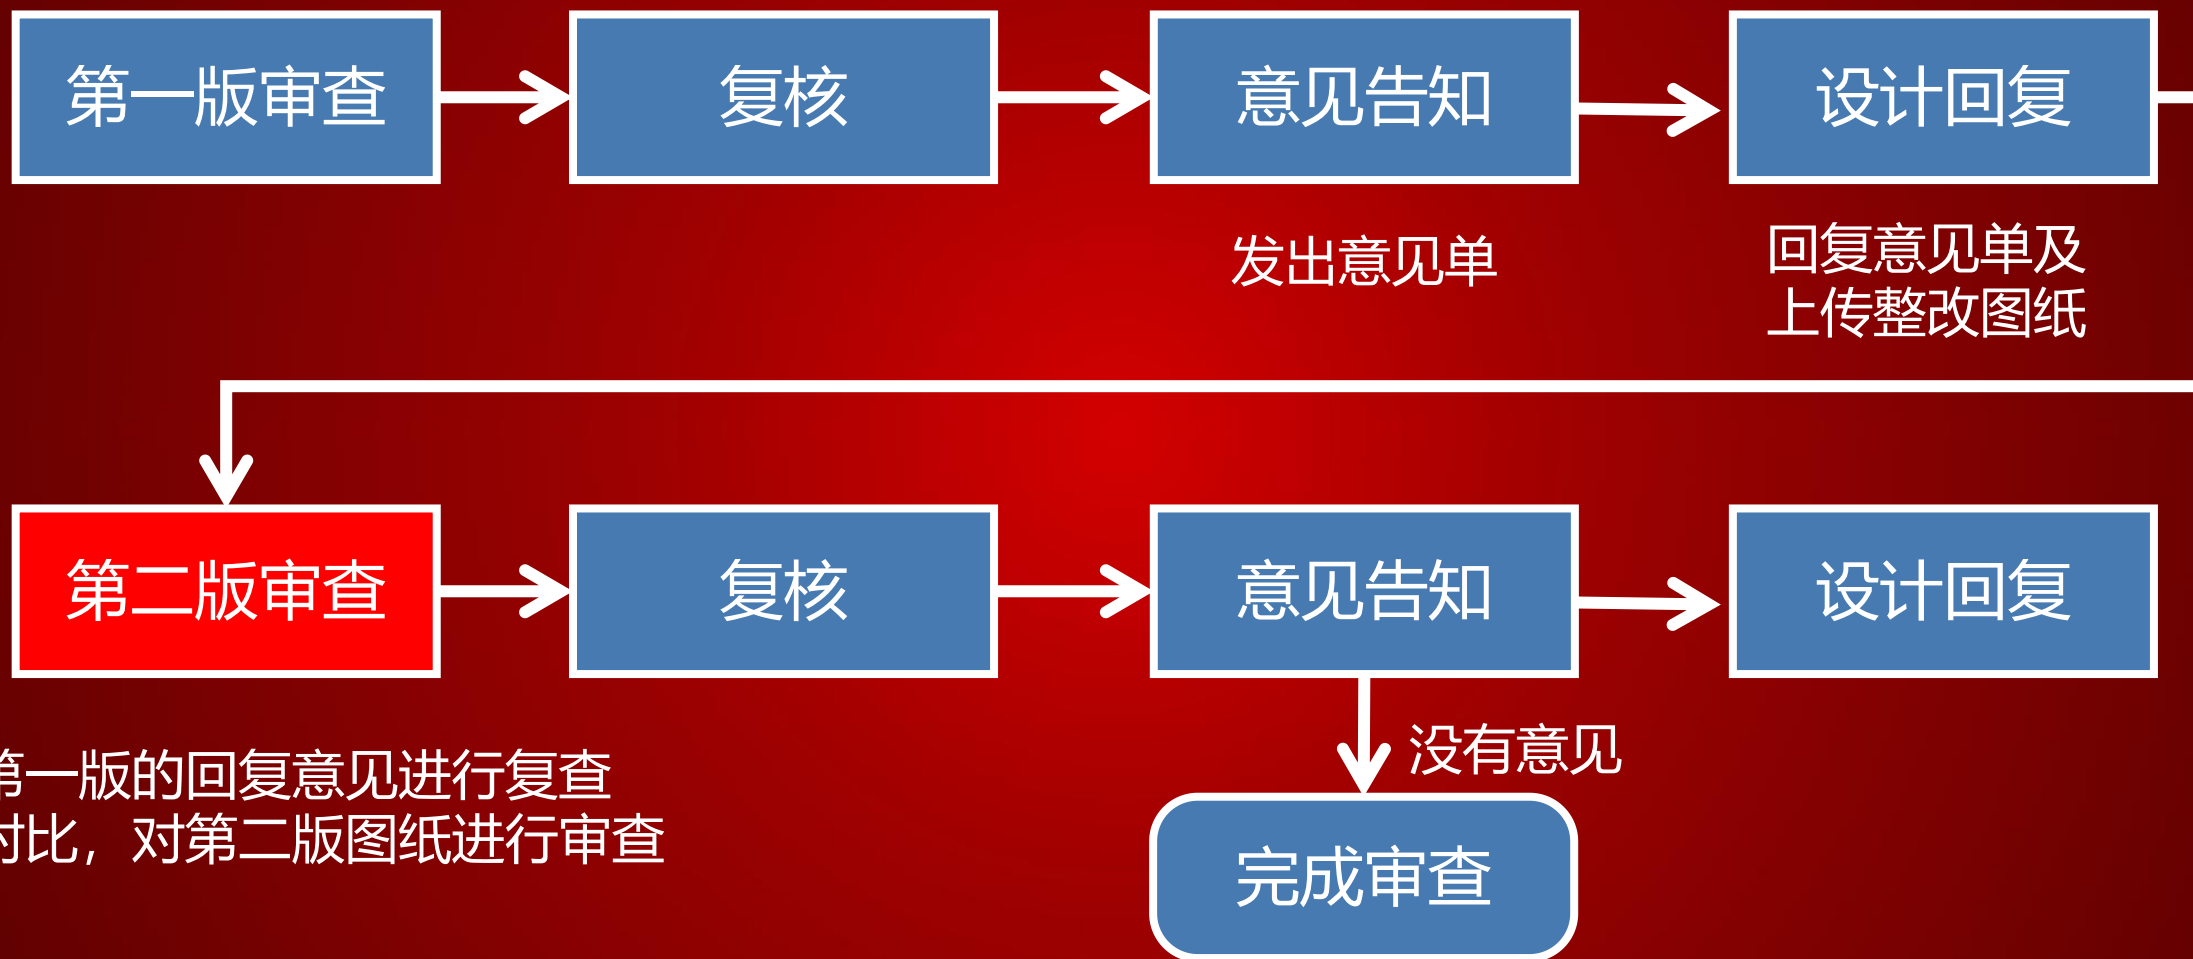 第一版审查
复核
意见告知
设计回复
发出意见单
回复意见单及
上传整改图纸
第二版审查
复核
意见告知
设计回复
没有意见
第一版的回复意见进行复查
对比，对第二版图纸进行审查
完成审查